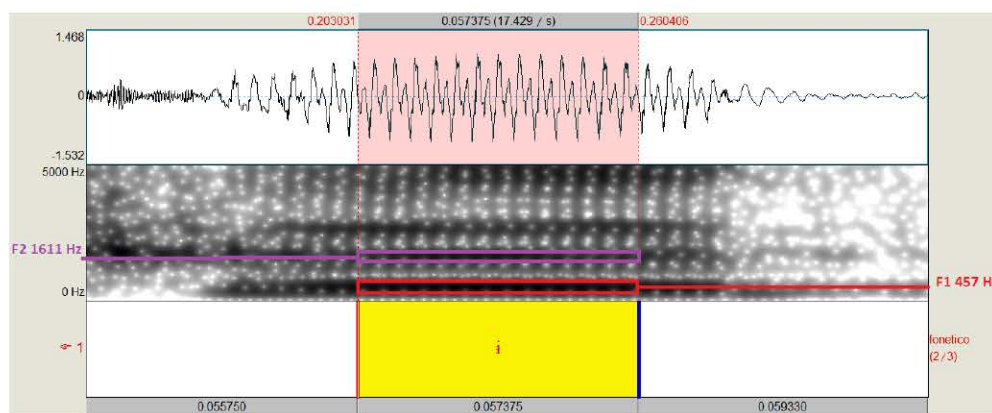 0.203031 0.057375 (17.429 / s) 0.260406
1.468
0
-1.532
5000 Hz
F2 1611 Hz
0 Hz
F1 457 H
☞ 1
ɨ
fonetico
(2/3)
0.055750 0.057375 0.059330